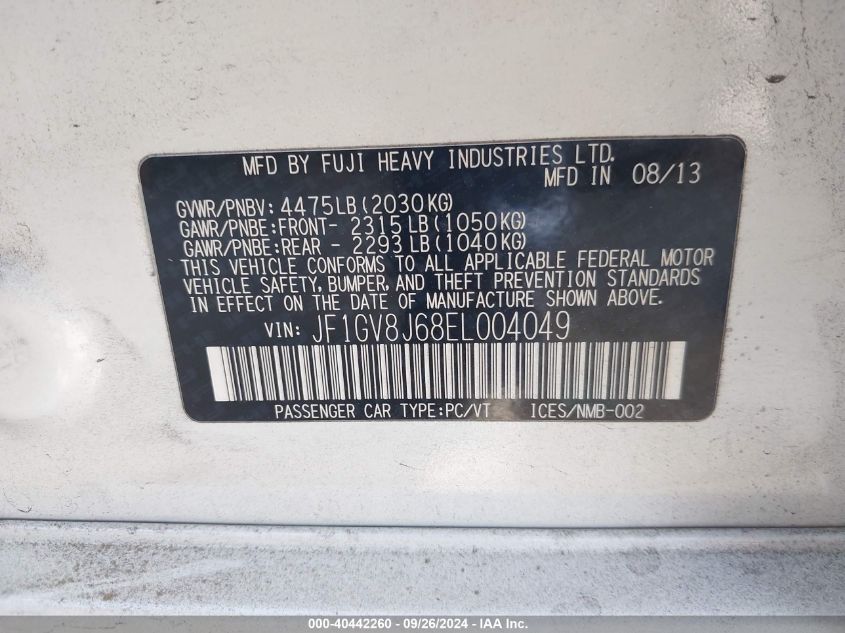 MFD BY FUJI HEAVY INDUSTRIES LTD.
MFD IN 08/13
GVWR/PNBV: 4475LB(2030KG)
GAWR/PNBE:FRONT- 2315LB(1050KG)
GAWR/PNBE:REAR - 2293LB(1040KG)
THIS VEHICLE CONFORMS TO ALL APPLICABLE FEDERAL MOTOR
VEHICLE SAFETY, BUMPER, AND THEFT PREVENTION STANDARDS
IN EFFECT ON THE DATE OF MANUFACTURE SHOWN ABOVE.
VIN: JF1GV8J68EL004049
PASSENGER CAR TYPE:PC/VT ICES/NMB-002
000-40442260 - 09/26/2024 - IAA Inc.